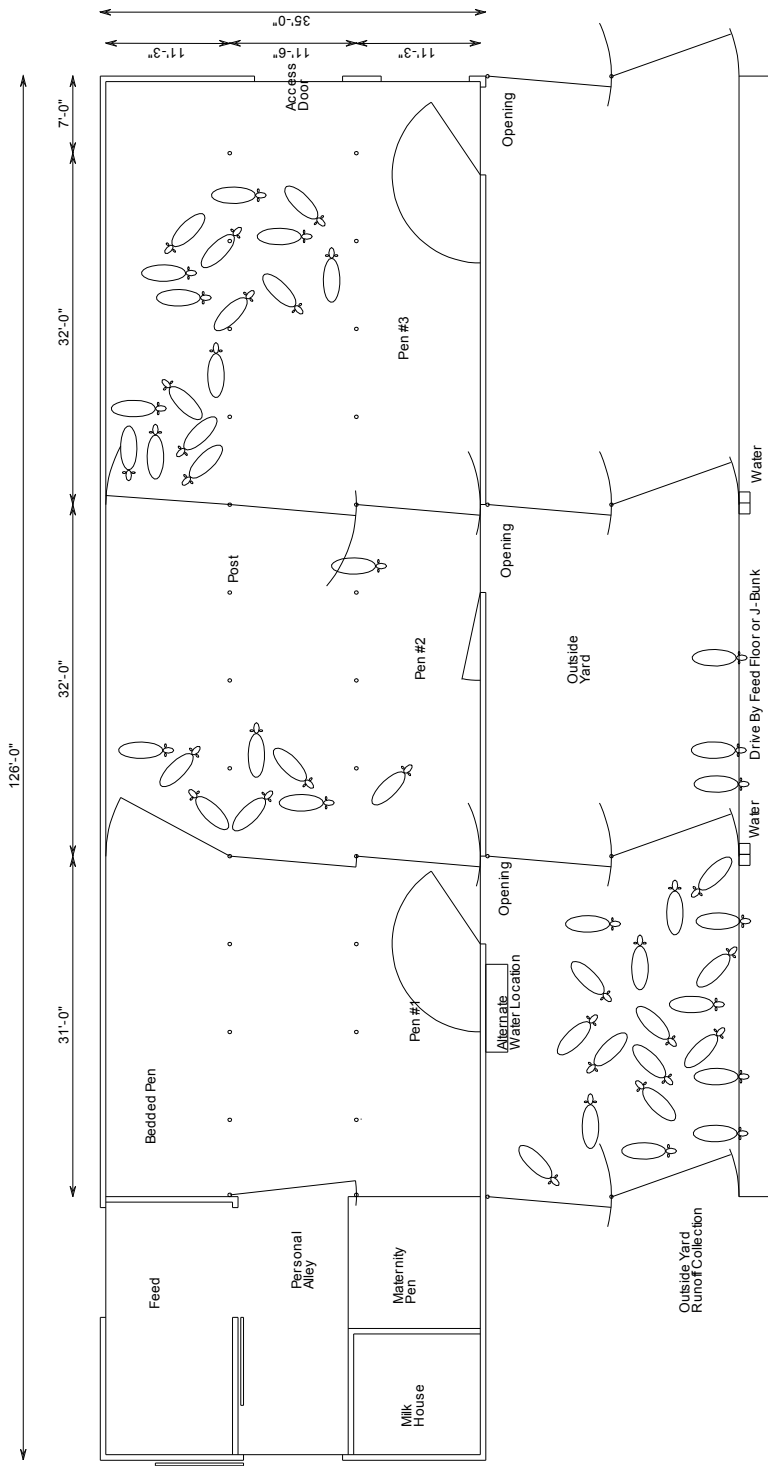 126'-0"
31'-0"
32'-0"
32'-0"
7'-0"
35'-0"
11'-3"
11'-6"
11'-3"
Access
Door
Feed
Bedded Pen
Post
Personal
Alley
Milk
House
Maternity
Pen
Pen #1
Pen #2
Pen #3
Alternate
Water Location
Opening
Opening
Opening
Outside
Yard
Outside Yard
Runoff Collection
Water
Drive By Feed Floor or J-Bunk
Water